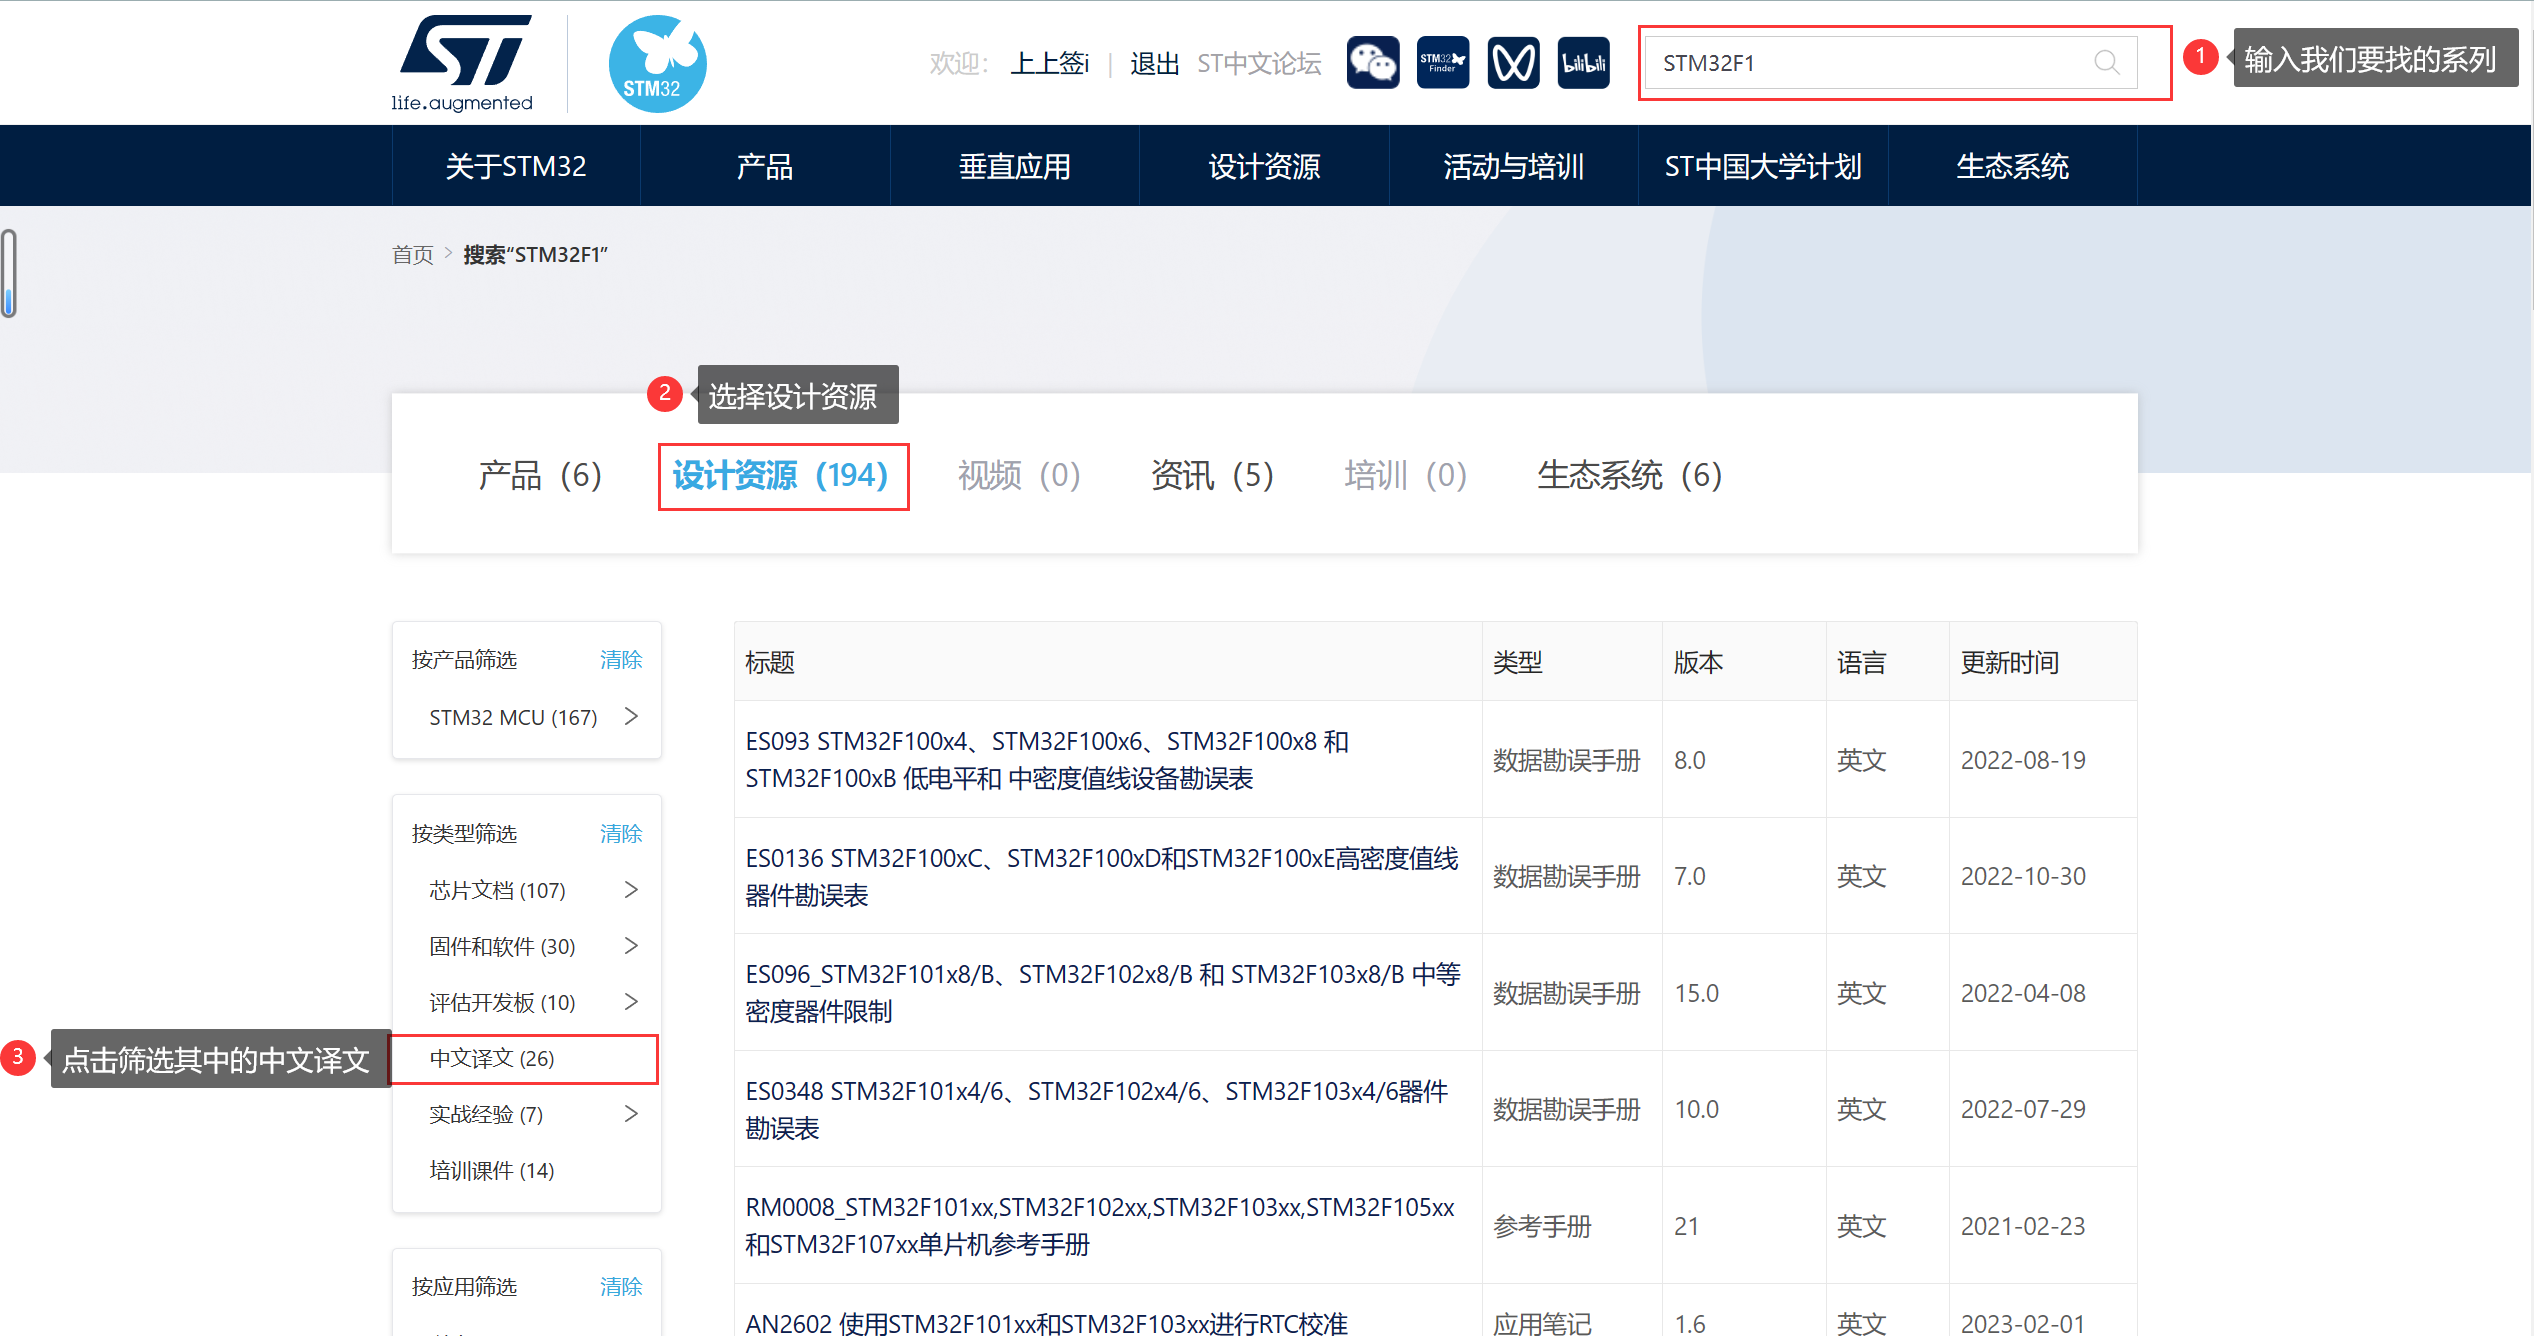 ST
life.augmented
STM32
欢迎：
上上签i
|
退出
ST中文论坛
STM32
Finder
bilibili
STM32F1
1
输入我们要找的系列
关于STM32
产品
垂直应用
设计资源
活动与培训
ST中国大学计划
生态系统
首页 > 搜索“STM32F1”
2
选择设计资源
产品（6）
设计资源（194）
视频（0）
资讯（5）
培训（0）
生态系统（6）
按产品筛选
清除
STM32 MCU (167)
按类型筛选
清除
芯片文档 (107)
固件和软件 (30)
评估开发板 (10)
3
点击筛选其中的中文译文
中文译文 (26)
实战经验 (7)
培训课件 (14)
按应用筛选
清除
标题
类型
版本
语言
更新时间
ES093 STM32F100x4、STM32F100x6、STM32F100x8 和
STM32F100xB 低电平和 中密度值线设备勘误表
数据勘误手册
8.0
英文
2022-08-19
ES0136 STM32F100xC、STM32F100xD和STM32F100xE高密度值线
器件勘误表
数据勘误手册
7.0
英文
2022-10-30
ES096_STM32F101x8/B、STM32F102x8/B 和 STM32F103x8/B 中等
密度器件限制
数据勘误手册
15.0
英文
2022-04-08
ES0348 STM32F101x4/6、STM32F102x4/6、STM32F103x4/6器件
勘误表
数据勘误手册
10.0
英文
2022-07-29
RM0008_STM32F101xx,STM32F102xx,STM32F103xx,STM32F105xx
和STM32F107xx单片机参考手册
参考手册
21
英文
2021-02-23
AN2602 使用STM32F101xx和STM32F103xx进行RTC校准
应用笔记
1.6
英文
2023-02-01